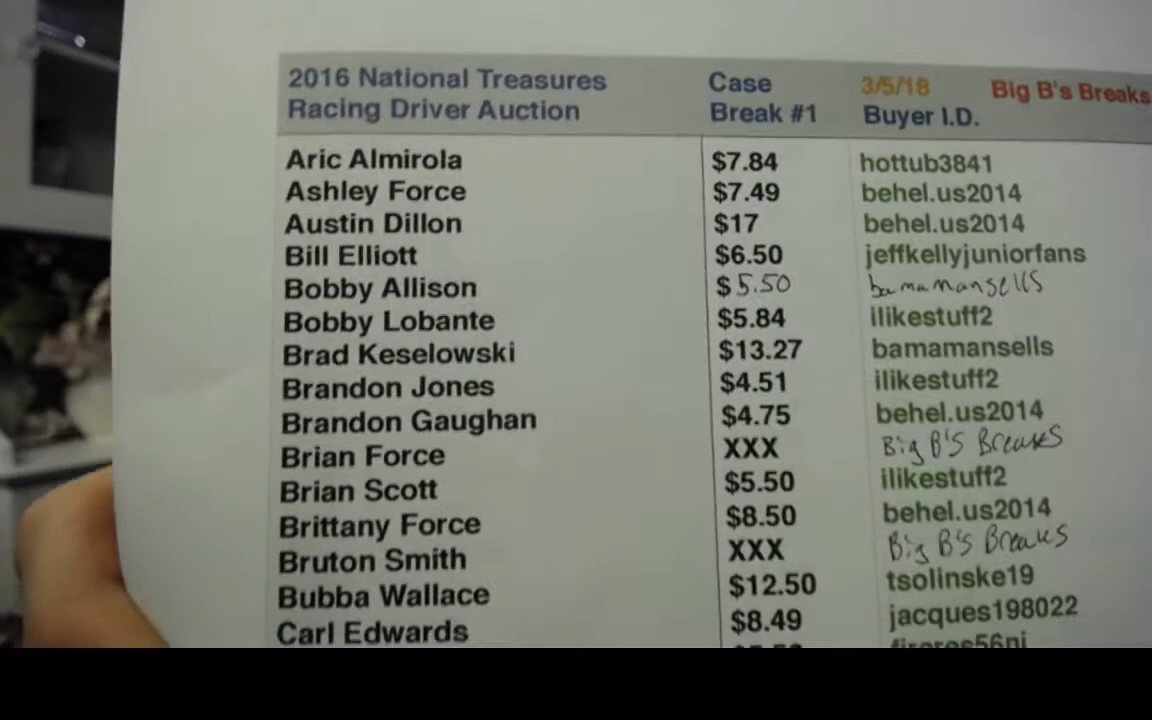 2016 National Treasures Case 3/5/18 Big B's Breaks
Racing Driver Auction Break #1 Buyer I.D.
Aric Almirola $7.84 hottub3841
Ashley Force $7.49 behel.us2014
Austin Dillon $17 behel.us2014
Bill Elliott $6.50 jeffkellyjuniorfans
Bobby Allison $5.50 bamamansells
Bobby Lobante $5.84 ilikestuff2
Brad Keselowski $13.27 bamamansells
Brandon Jones $4.51 ilikestuff2
Brandon Gaughan $4.75 behel.us2014
Brian Force XXX Big B'S Breaks
Brian Scott $5.50 ilikestuff2
Brittany Force $8.50 behel.us2014
Bruton Smith XXX Big B'S Breaks
Bubba Wallace $12.50 tsolinske19
Carl Edwards $8.49 jacques198022